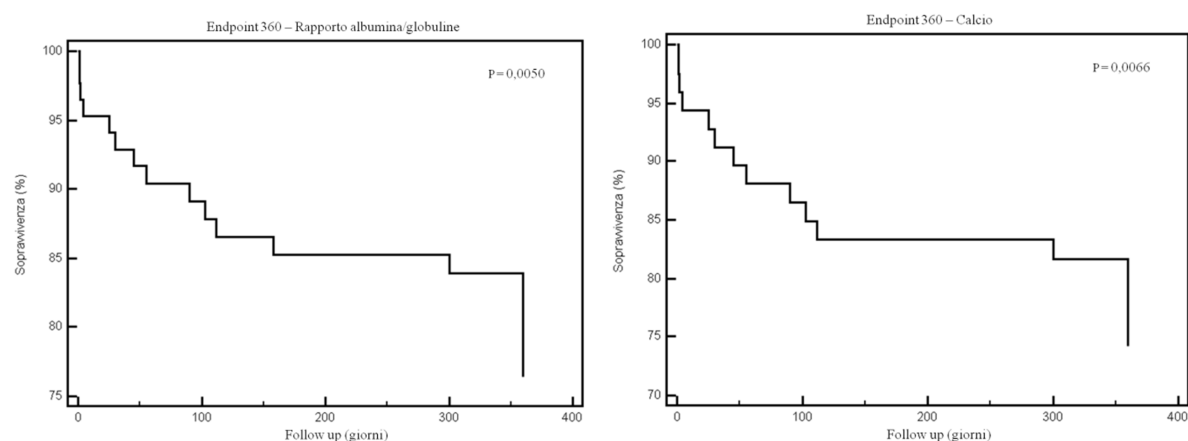 Endpoint 360 – Rapporto albumina/globuline
P = 0,0050
Sopravvivenza (%)
100
95
90
85
80
75
0 100 200 300 400
Follow up (giorni)
Endpoint 360 – Calcio
P = 0,0066
Sopravvivenza (%)
100
95
90
85
80
75
70
0 100 200 300 400
Follow up (giorni)